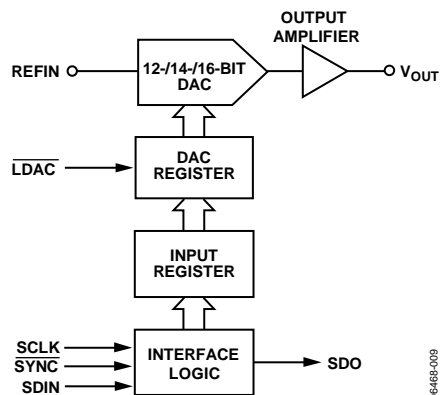 OUTPUT
AMPLIFIER
REFIN
12-/14-/16-BIT
DAC
VOUT
LDAC
DAC
REGISTER
INPUT
REGISTER
SCLK
SYNC
SDIN
INTERFACE
LOGIC
SDO
6468-009